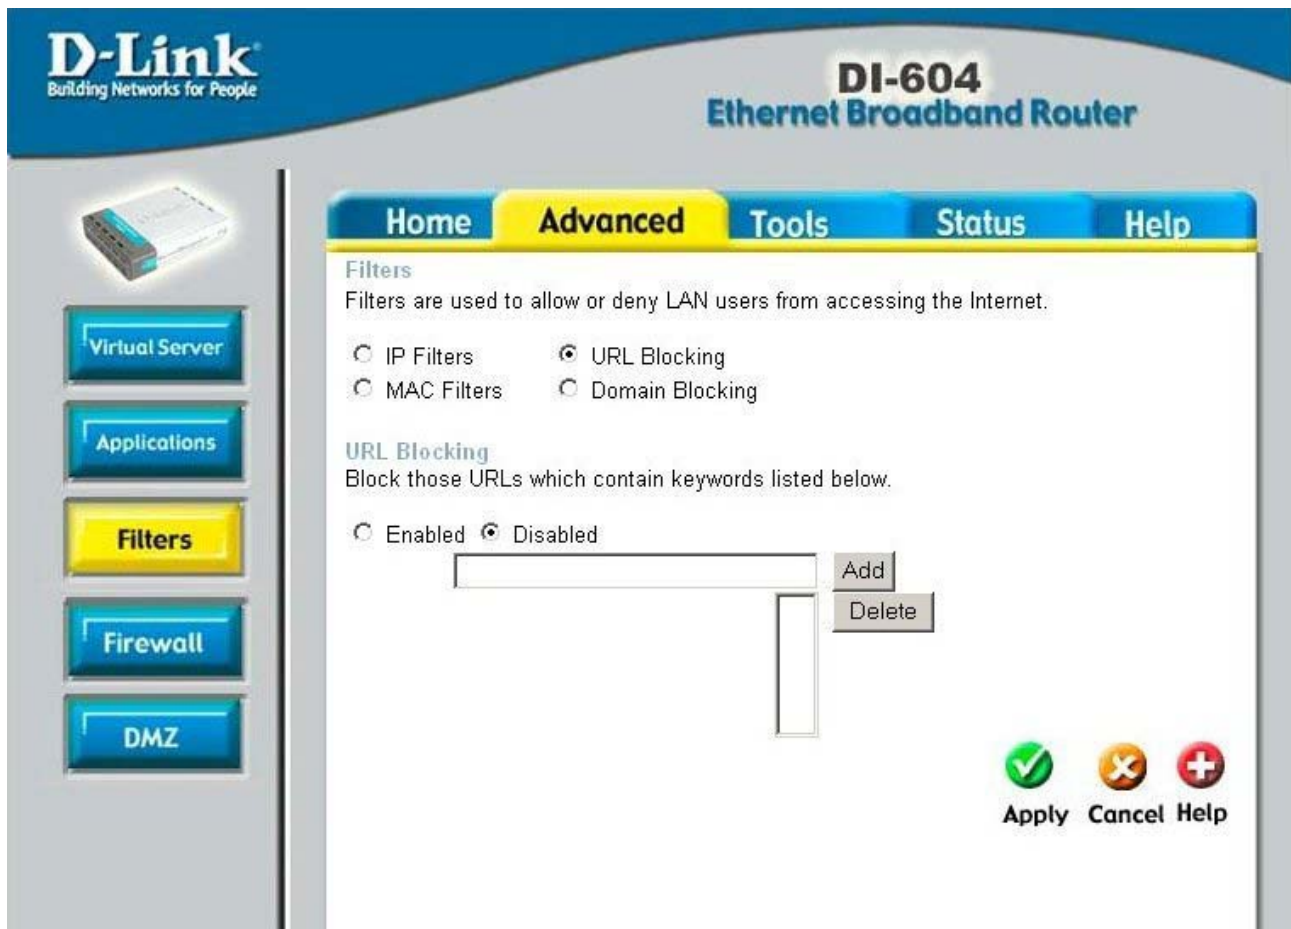 D-Link
Building Networks for People
DI-604
Ethernet Broadband Router
Home Advanced Tools Status Help
Virtual Server
Applications
Filters
Firewall
DMZ
Filters
Filters are used to allow or deny LAN users from accessing the Internet.
IP Filters URL Blocking
MAC Filters Domain Blocking
URL Blocking
Block those URLs which contain keywords listed below.
Enabled Disabled
Add
Delete
Apply Cancel Help